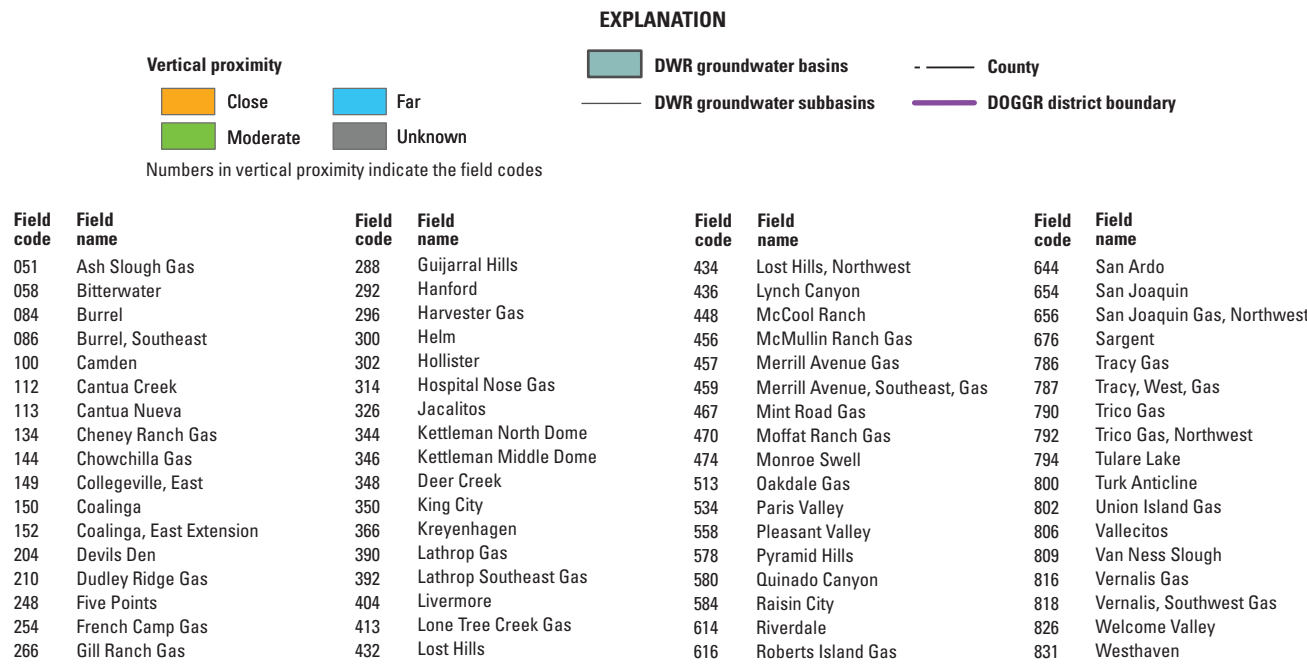 EXPLANATION
Vertical proximity
Close
Far
Moderate
Unknown
Numbers in vertical proximity indicate the field codes
DWR groundwater basins
County
DWR groundwater subbasins
DOGGR district boundary
Field code Field name
051 Ash Slough Gas
058 Bitterwater
084 Burrel
086 Burrel, Southeast
100 Camden
112 Cantua Creek
113 Cantua Nueva
134 Cheney Ranch Gas
144 Chowchilla Gas
149 Collegeville, East
150 Coalinga
152 Coalinga, East Extension
204 Devils Den
210 Dudley Ridge Gas
248 Five Points
254 French Camp Gas
266 Gill Ranch Gas
Field code Field name
288 Guijarral Hills
292 Hanford
296 Harvester Gas
300 Helm
302 Hollister
314 Hospital Nose Gas
326 Jacalitos
344 Kettleman North Dome
346 Kettleman Middle Dome
348 Deer Creek
350 King City
366 Kreyenhagen
390 Lathrop Gas
392 Lathrop Southeast Gas
404 Livermore
413 Lone Tree Creek Gas
432 Lost Hills
Field code Field name
434 Lost Hills, Northwest
436 Lynch Canyon
448 McCool Ranch
456 McMullin Ranch Gas
457 Merrill Avenue Gas
459 Merrill Avenue, Southeast, Gas
467 Mint Road Gas
470 Moffat Ranch Gas
474 Monroe Swell
513 Oakdale Gas
534 Paris Valley
558 Pleasant Valley
578 Pyramid Hills
580 Quinado Canyon
584 Raisin City
614 Riverdale
616 Roberts Island Gas
Field code Field name
644 San Ardo
654 San Joaquin
656 San Joaquin Gas, Northwest
676 Sargent
786 Tracy Gas
787 Tracy, West, Gas
790 Trico Gas
792 Trico Gas, Northwest
794 Tulare Lake
800 Turk Anticline
802 Union Island Gas
806 Vallecitos
809 Van Ness Slough
816 Vernalis Gas
818 Vernalis, Southwest Gas
826 Welcome Valley
831 Westhaven